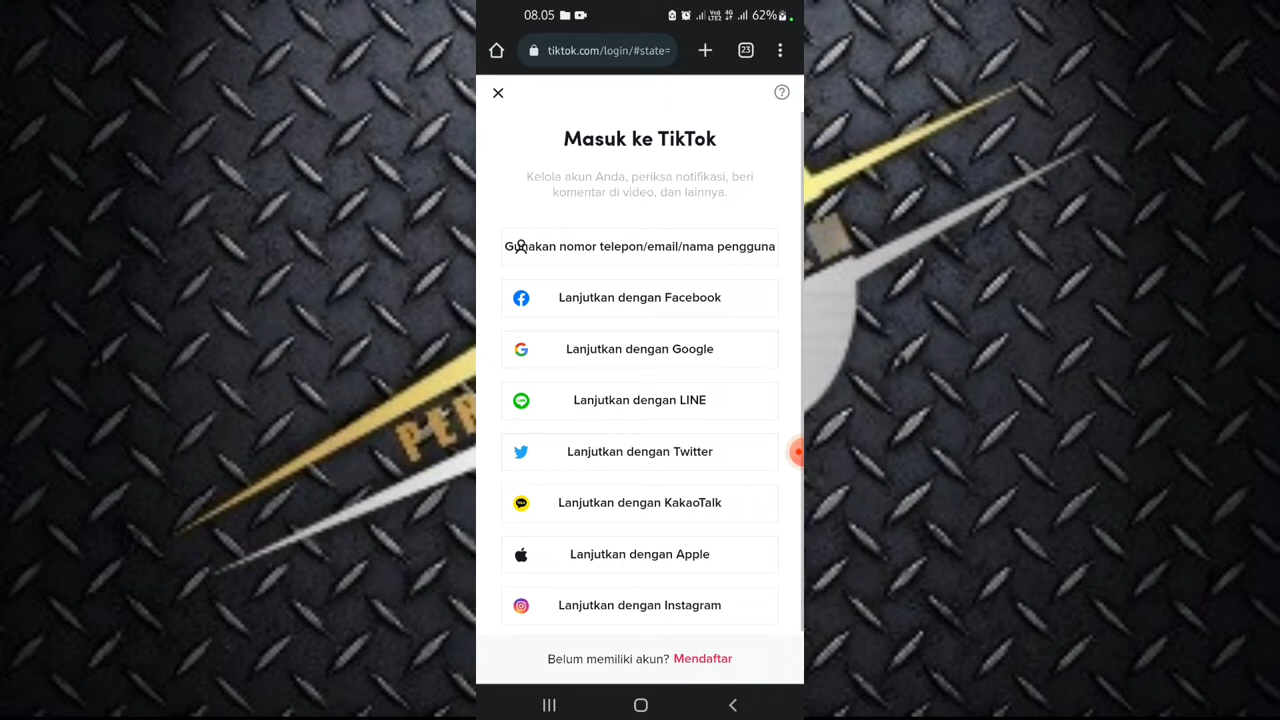 08.05
62%
tiktok.com/login/#state=
23
Masuk ke TikTok
Kelola akun Anda, periksa notifikasi, beri
komentar di video, dan lainnya.
Gunakan nomor telepon/email/nama pengguna
Lanjutkan dengan Facebook
Lanjutkan dengan Google
Lanjutkan dengan LINE
Lanjutkan dengan Twitter
Lanjutkan dengan KakaoTalk
Lanjutkan dengan Apple
Lanjutkan dengan Instagram
Belum memiliki akun? Mendaftar